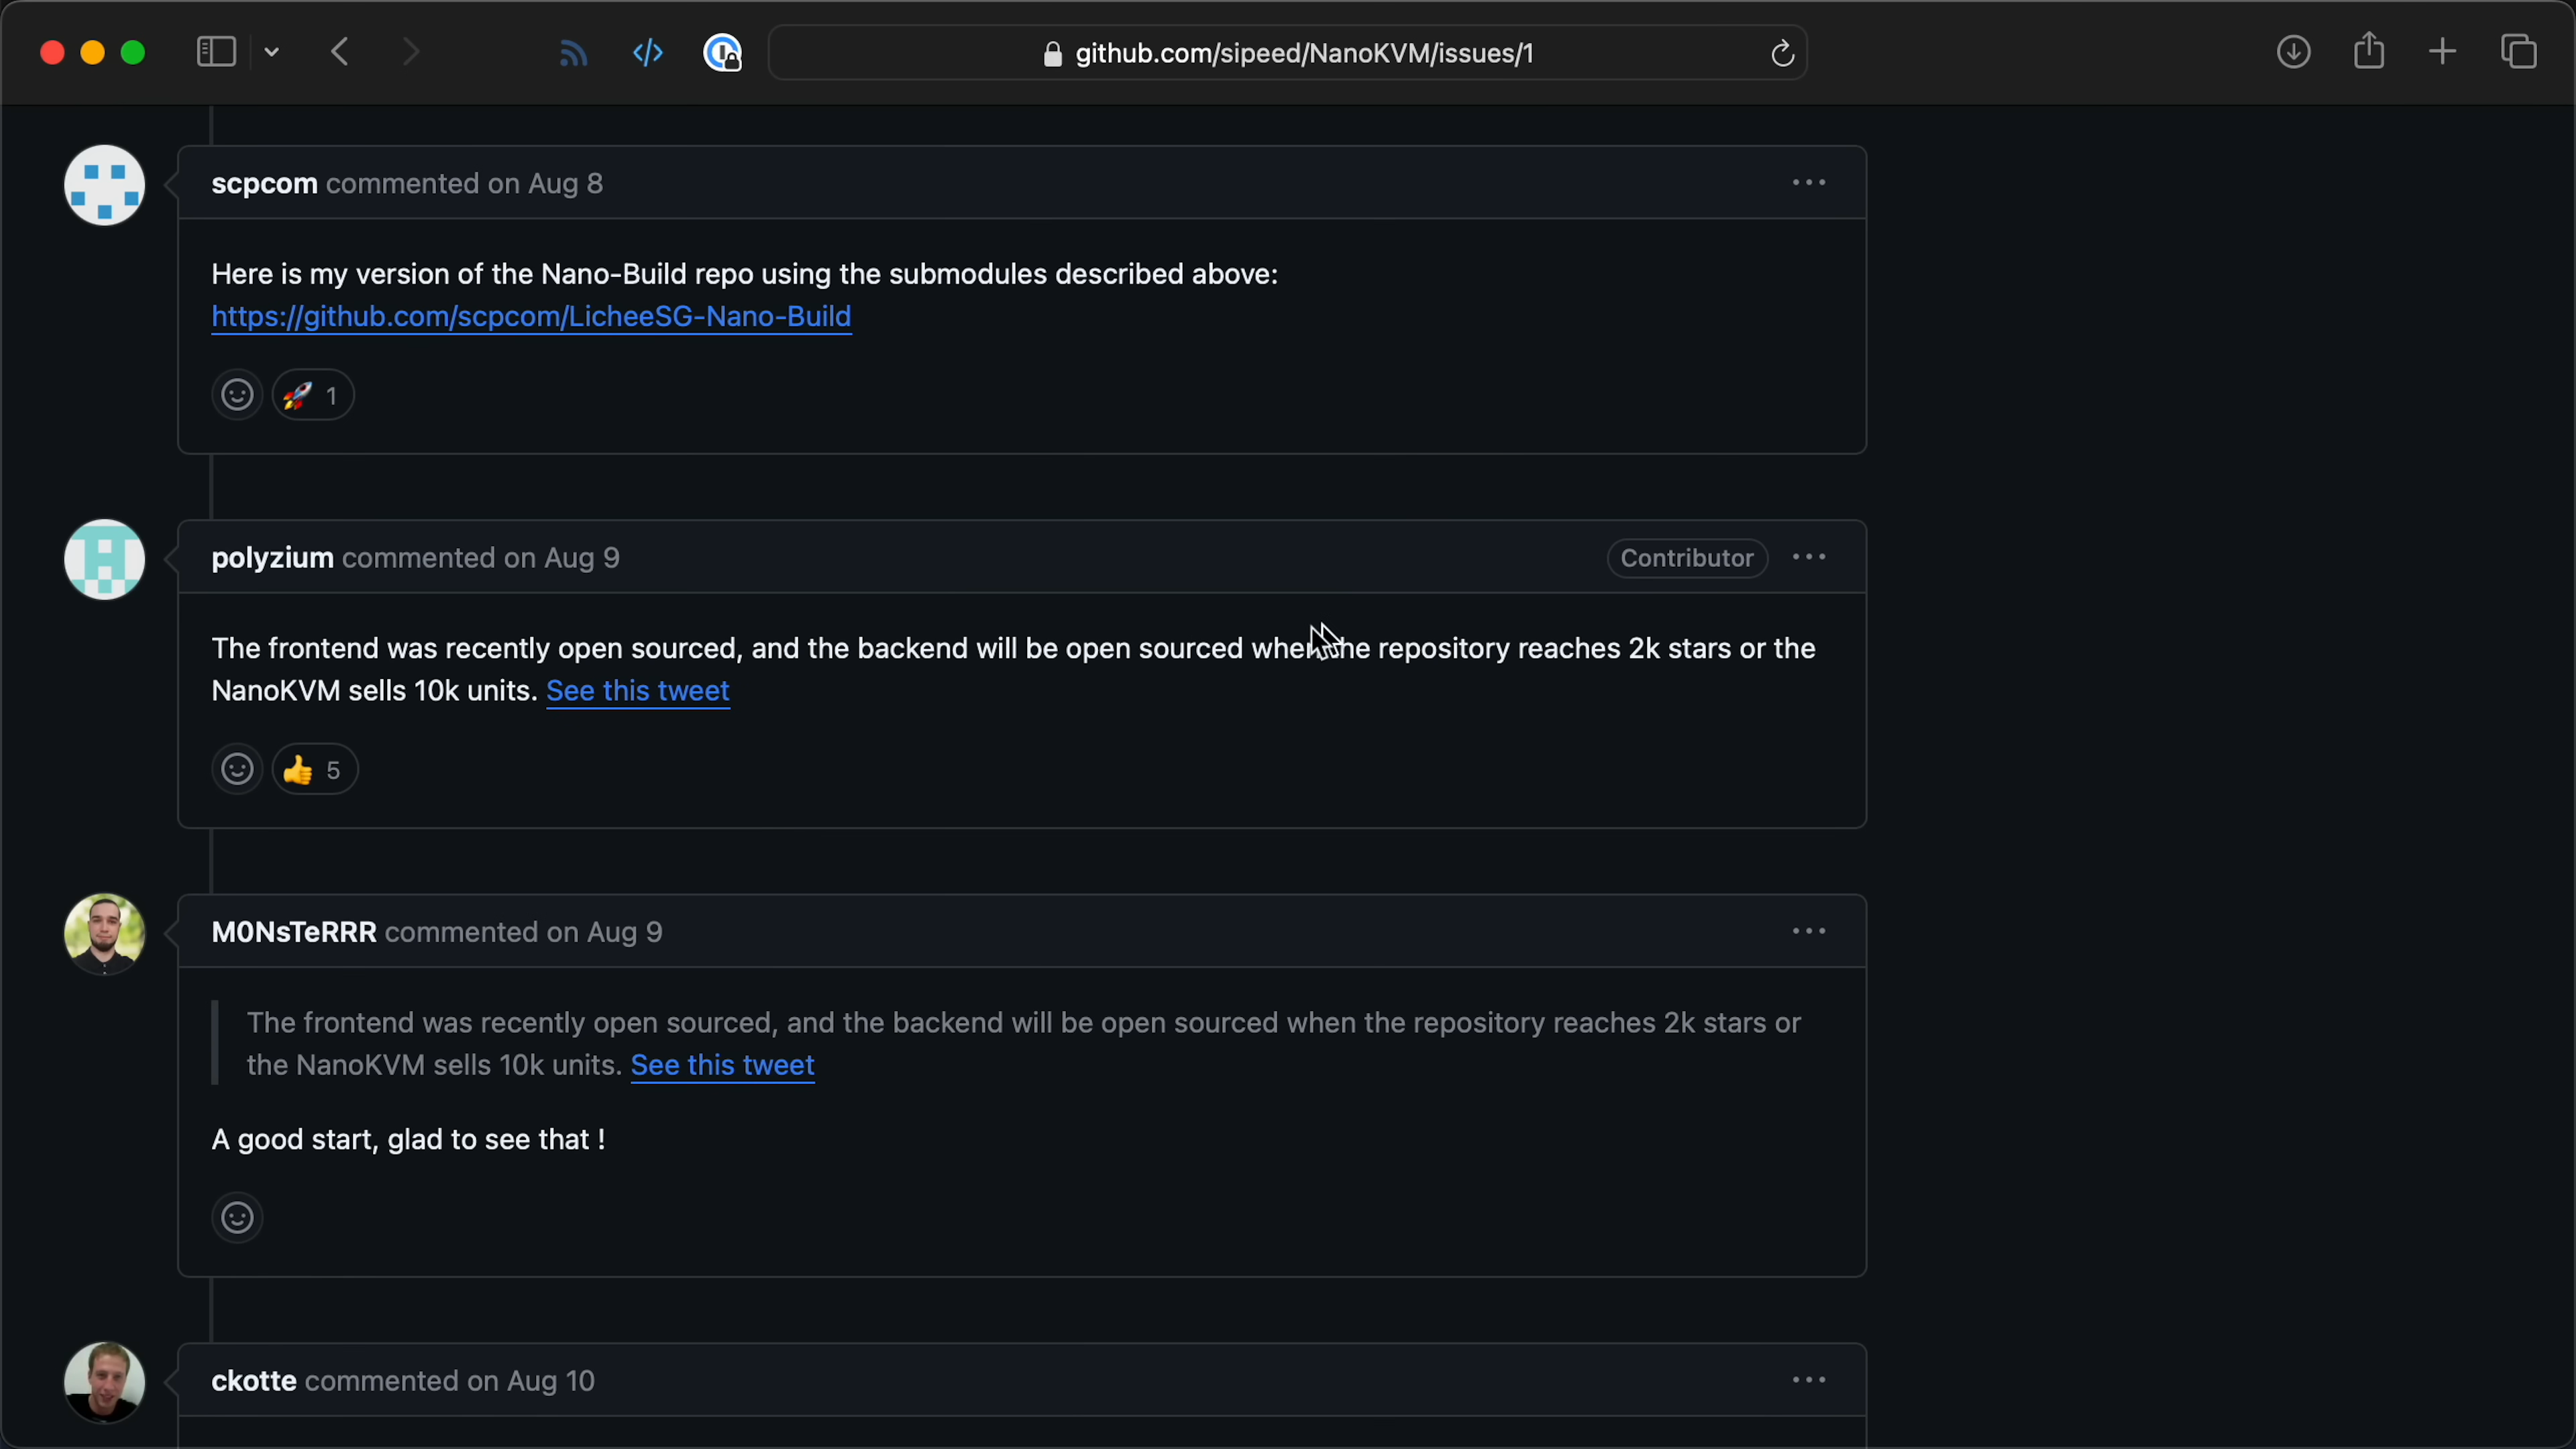 github.com/sipeed/NanoKVM/issues/1
scpcom commented on Aug 8
Here is my version of the Nano-Build repo using the submodules described above:
https://github.com/scpcom/LicheeSG-Nano-Build
🚀 1
polyzium commented on Aug 9
Contributor
The frontend was recently open sourced, and the backend will be open sourced when the repository reaches 2k stars or the
NanoKVM sells 10k units. See this tweet
👍 5
M0NsTeRRR commented on Aug 9
The frontend was recently open sourced, and the backend will be open sourced when the repository reaches 2k stars or
the NanoKVM sells 10k units. See this tweet
A good start, glad to see that !
ckotte commented on Aug 10